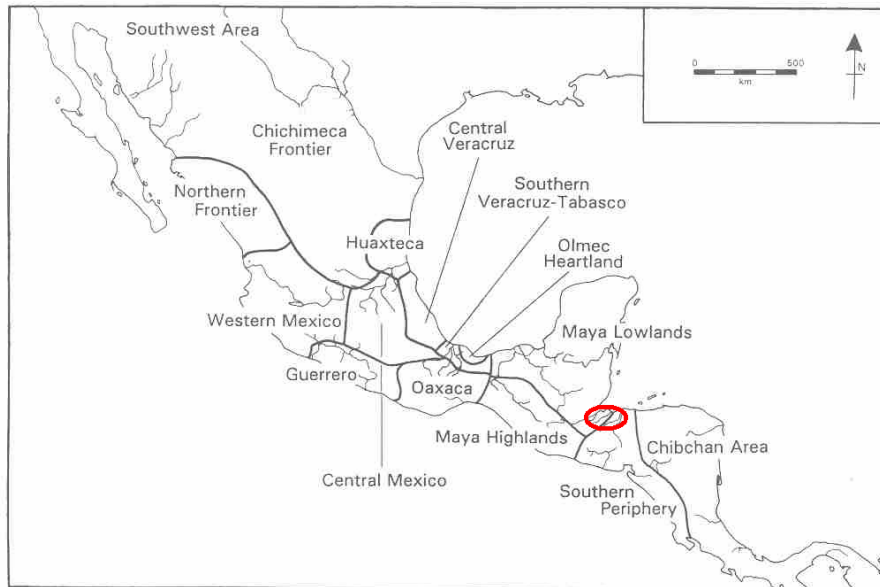 Southwest Area
0 500
km
N
Chichimeca
Frontier
Central
Veracruz
Northern
Frontier
Southern
Veracruz-Tabasco
Huaxteca
Olmec
Heartland
Western Mexico
Maya Lowlands
Guerrero
Oaxaca
Maya Highlands
Chibchan Area
Central Mexico
Southern
Periphery